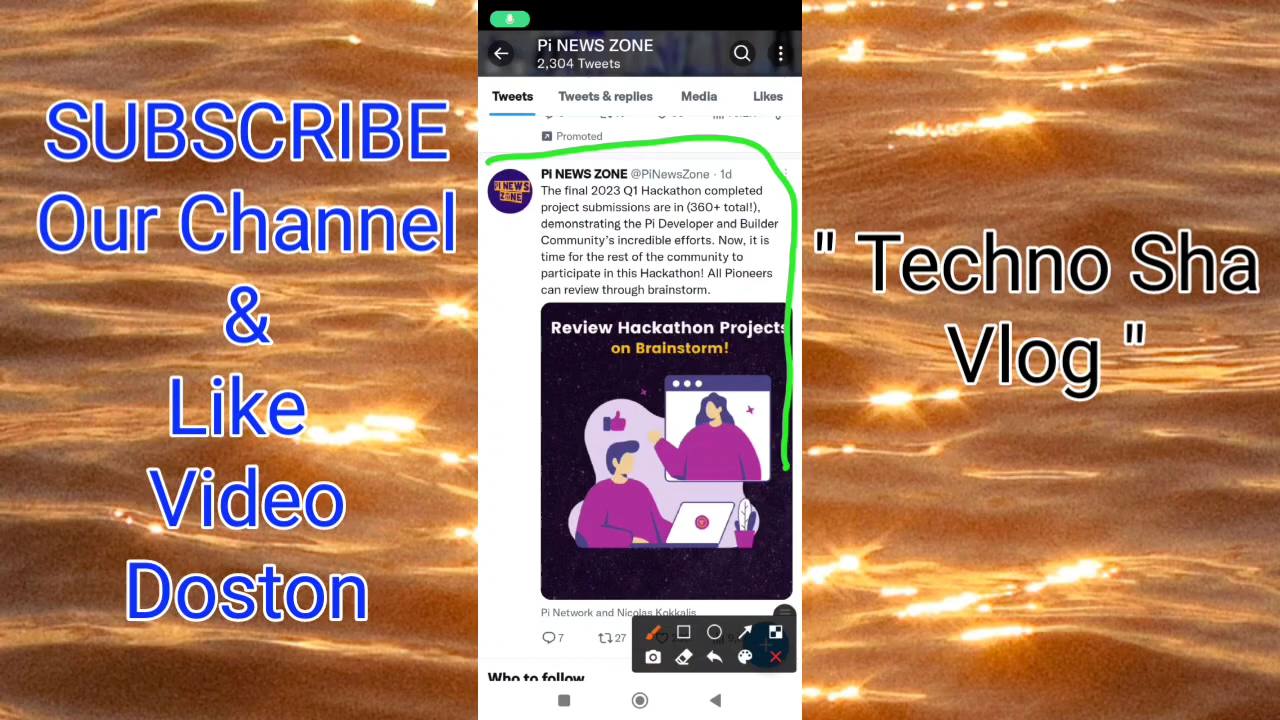 SUBSCRIBE
Our Channel
&
Like
Video
Doston
Pi NEWS ZONE
2,304 Tweets
Tweets
Tweets & replies
Media
Likes
Promoted
PI NEWS
ZONE
Pi NEWS ZONE @PiNewsZone · 1d
The final 2023 Q1 Hackathon completed
project submissions are in (360+ total!),
demonstrating the Pi Developer and Builder
Community's incredible efforts. Now, it is
time for the rest of the community to
participate in this Hackathon! All Pioneers
can review through brainstorm.
Review Hackathon Projects
on Brainstorm!
Pi Network and Nicolas Kokkalis
7
27
Who to follow
" Techno Sha
Vlog "